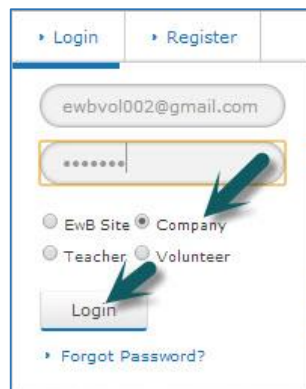 Login Register
ewbvol002@gmail.com
•••••••
EwB Site Company
Teacher Volunteer
Login
Forgot Password?